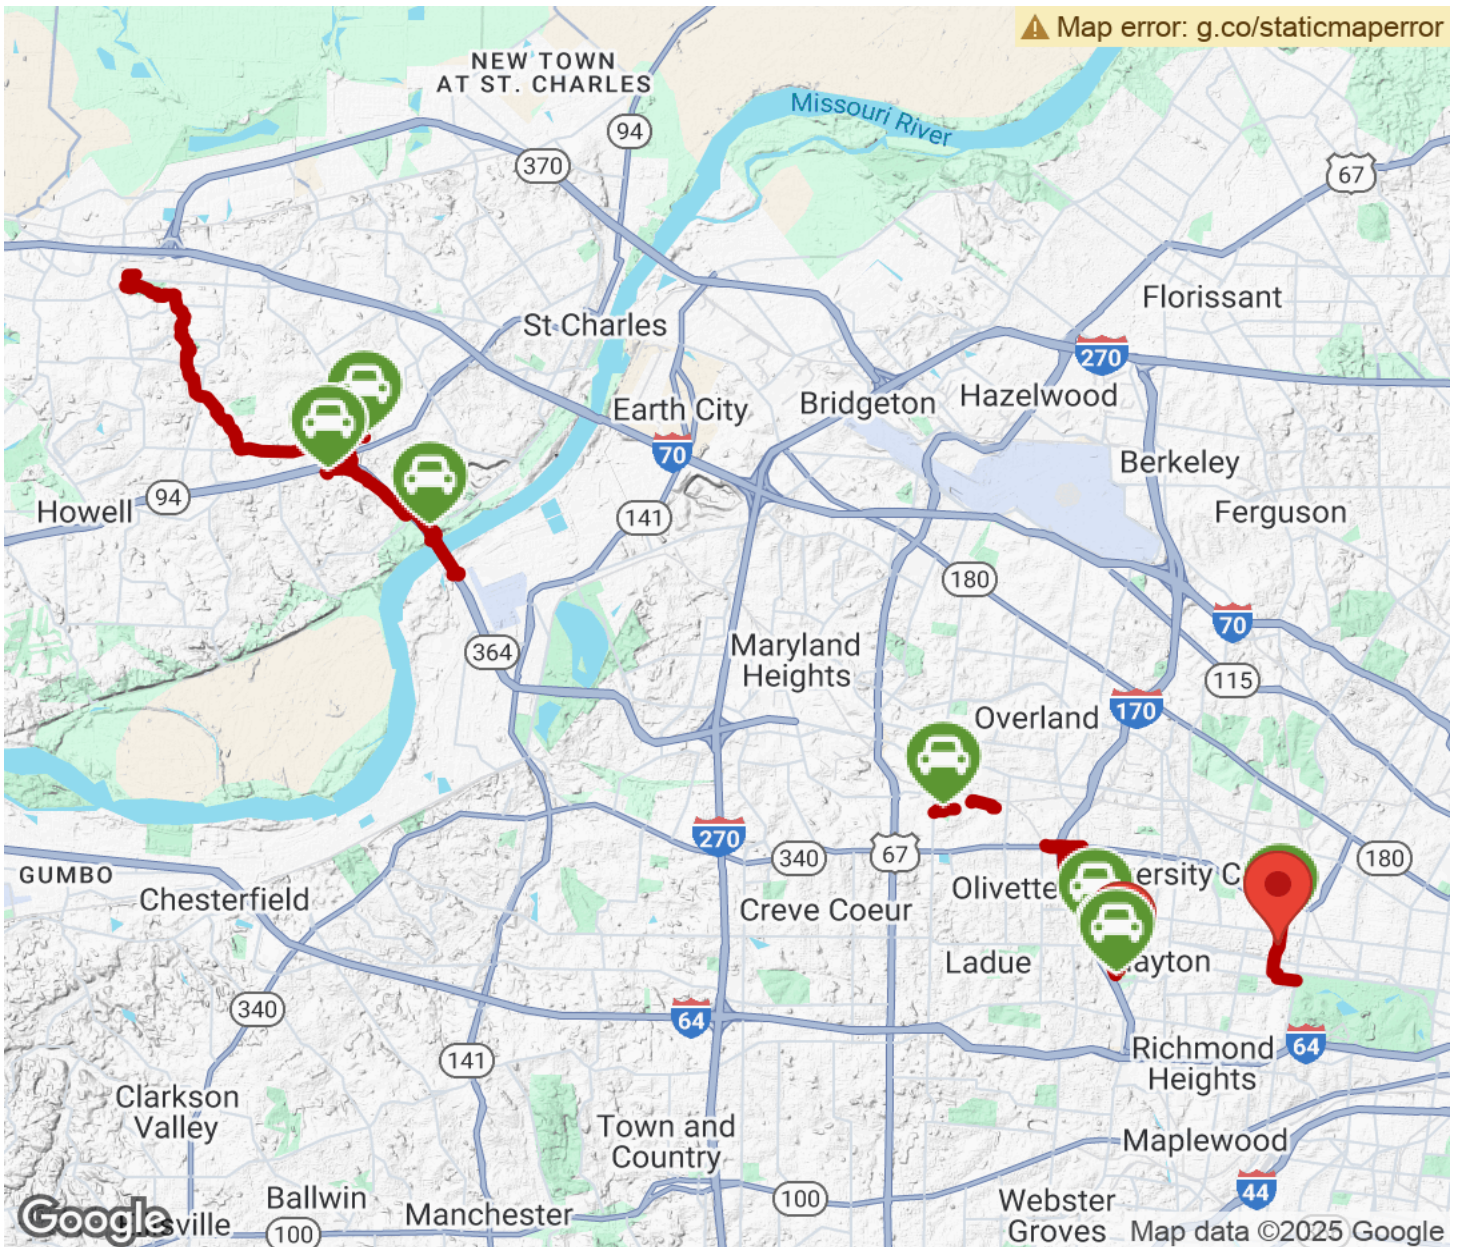 Map error: g.co/staticmaperror
NEW TOWN
AT ST. CHARLES
Missouri River
94
370
67
Florissant
St Charles
270
Hazelwood
Bridgeton
Earth City
70
Berkeley
94
Howell
141
Ferguson
180
70
Maryland
Heights
364
115
Overland
170
270
340
67
180
GUMBO
Chesterfield
Olivette
ersity C
Creve Coeur
Ladue
ayton
340
64
141
Richmond
Heights
64
Clarkson
Valley
Town and
Country
Maplewood
44
Ballwin
Manchester
100
Webster
Groves
Google
sville
100
Map data ©2025 Google